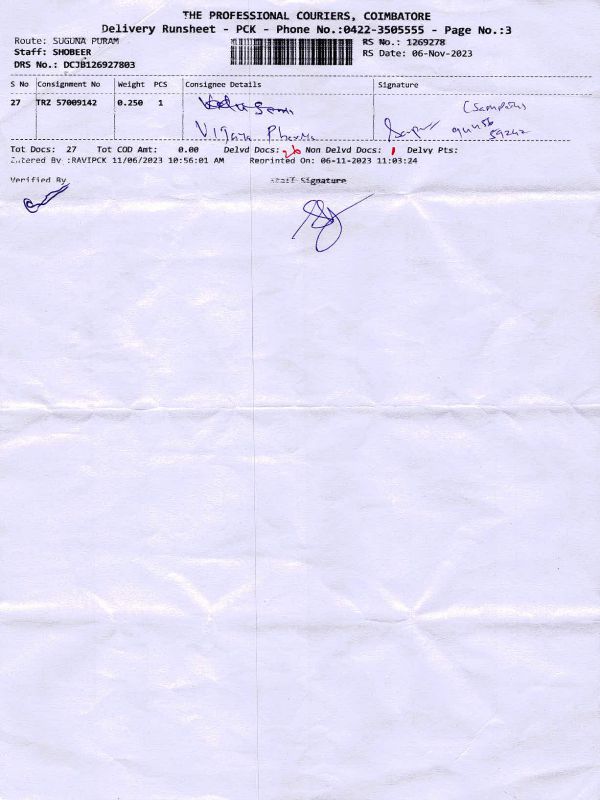 THE PROFESSIONAL COURIERS, COIMBATORE
Delivery Runsheet - PCK - Phone No.:0422-3505555 - Page No.:3
Route: SUGUNA PURAM
RS No.: 1269278
Staff: SHOBEER
RS Date: 06-Nov-2023
DRS No.: DCJB126927803
S No Consignment No Weight PCS Consignee Details Signature
27 TRZ 57009142 0.250 1
(Sampath)
Vijaya Pharma
Tot Docs: 27 Tot COD Amt: 0.00 Delvd Docs: 26 Non Delvd Docs: 1 Delvy Pts:
Entered By :RAVIPCK 11/06/2023 10:56:01 AM Reprinted On: 06-11-2023 11:03:24
Verified By Staff Signature